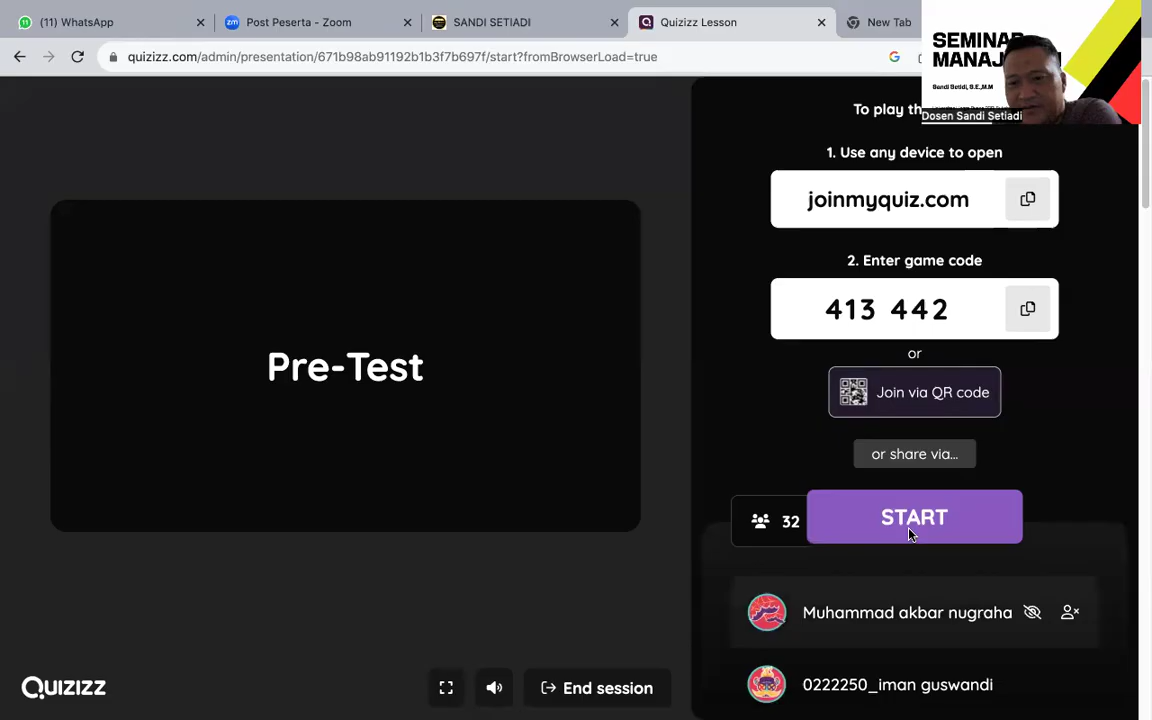 (11) WhatsApp
Post Peserta - Zoom
SANDI SETIADI
Quizizz Lesson
New Tab
quizizz.com/admin/presentation/671b98ab91192b1b3f7b697f/start?fromBrowserLoad=true
SEMINAR
MANAJ
Sandi Setidi, S.E.,M.M
Dosen Sandi Setiadi
To play th
1. Use any device to open
joinmyquiz.com
2. Enter game code
413 442
or
Join via QR code
or share via...
32
START
Muhammad akbar nugraha
0222250_iman guswandi
Pre-Test
Quizizz
End session